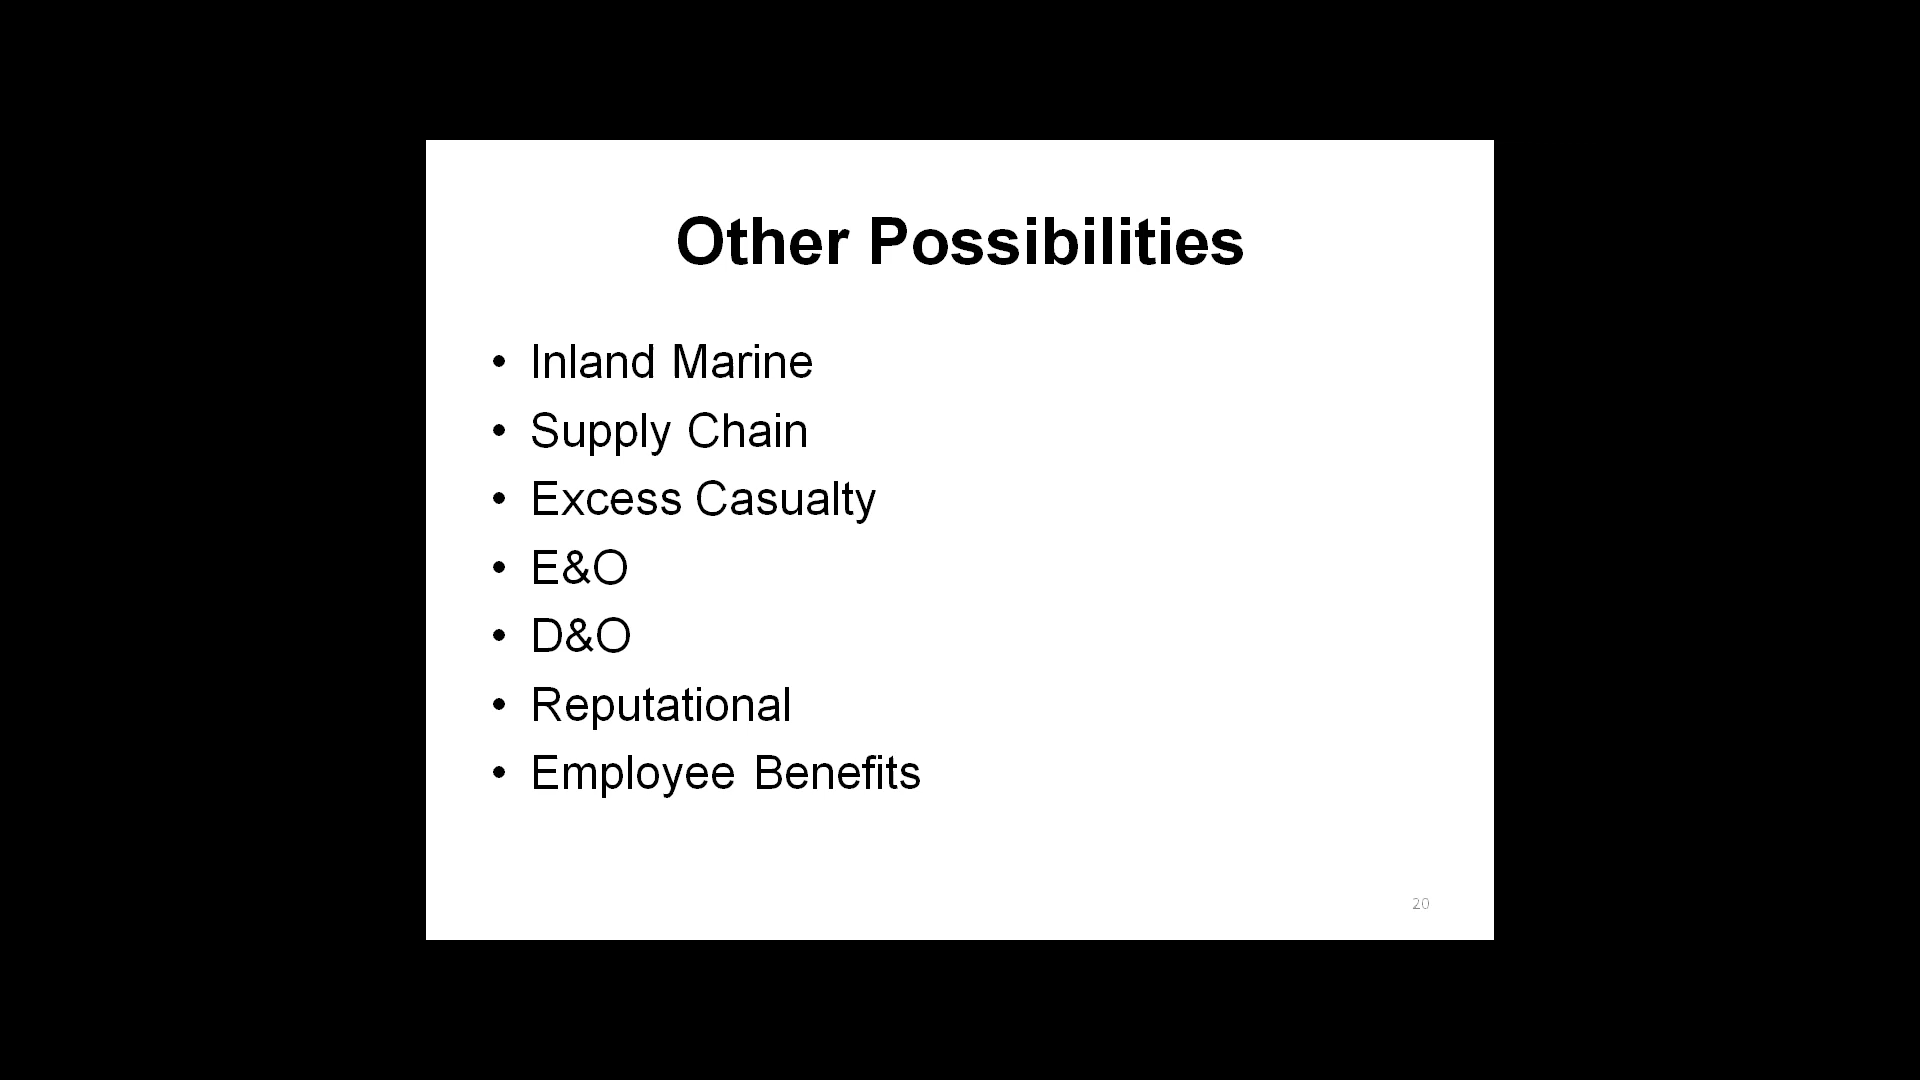 Other Possibilities
• Inland Marine
• Supply Chain
• Excess Casualty
• E&O
• D&O
• Reputational
• Employee Benefits
20